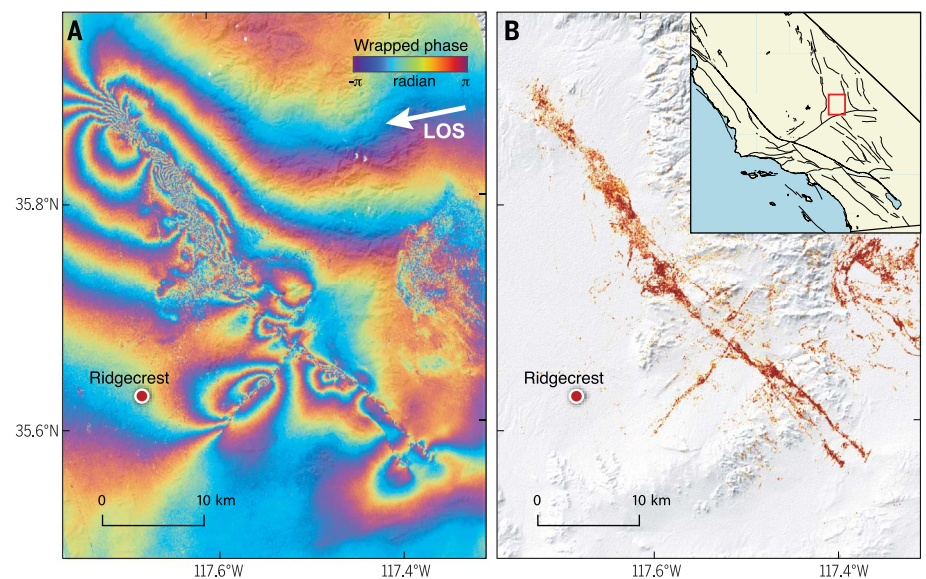 A
Wrapped phase
-π radian π
LOS
35.8°N
Ridgecrest
35.6°N
0 10 km
117.6°W 117.4°W
B
Ridgecrest
0 10 km
117.6°W 117.4°W